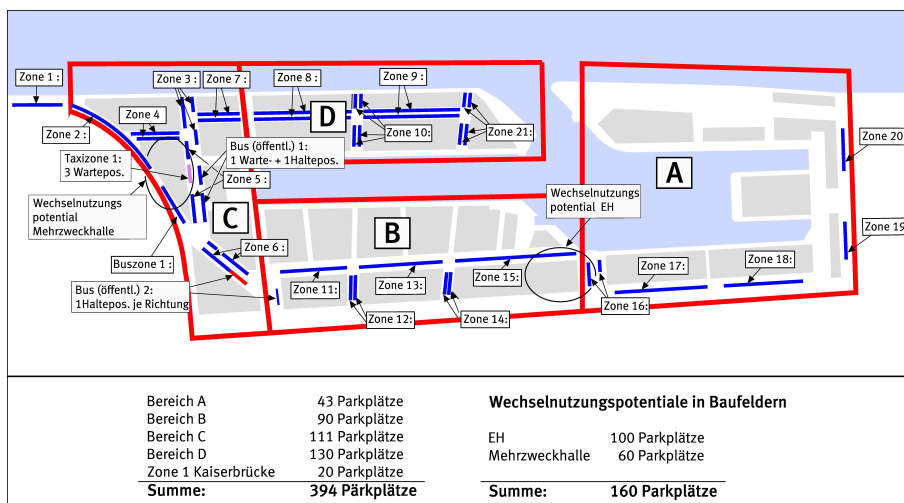 Zone 1 :
Zone 2 :
Zone 3 :
Zone 4
Zone 7 :
Zone 8 :
Zone 9 :
D
Zone 10:
Zone 21:
Taxizone 1:
3 Wartepos.
Bus (öffentl.) 1:
1 Warte- + 1Haltepos.
Zone 5 :
Wechselnutzungs
potential
Mehrzweckhalle
C
Zone 6 :
Buszone 1 :
Bus (öffentl.) 2:
1Haltepos. je Richtung
B
Wechselnutzungs
potential EH
A
Zone 20:
Zone 19:
Zone 11:
Zone 13:
Zone 15:
Zone 17:
Zone 18:
Zone 12:
Zone 14:
Zone 16:
Bereich A 43 Parkplätze
Bereich B 90 Parkplätze
Bereich C 111 Parkplätze
Bereich D 130 Parkplätze
Zone 1 Kaiserbrücke 20 Parkplätze
Summe: 394 Pärkplätze
Wechselnutzungspotentiale in Baufeldern
EH 100 Parkplätze
Mehrzweckhalle 60 Parkplätze
Summe: 160 Parkplätze